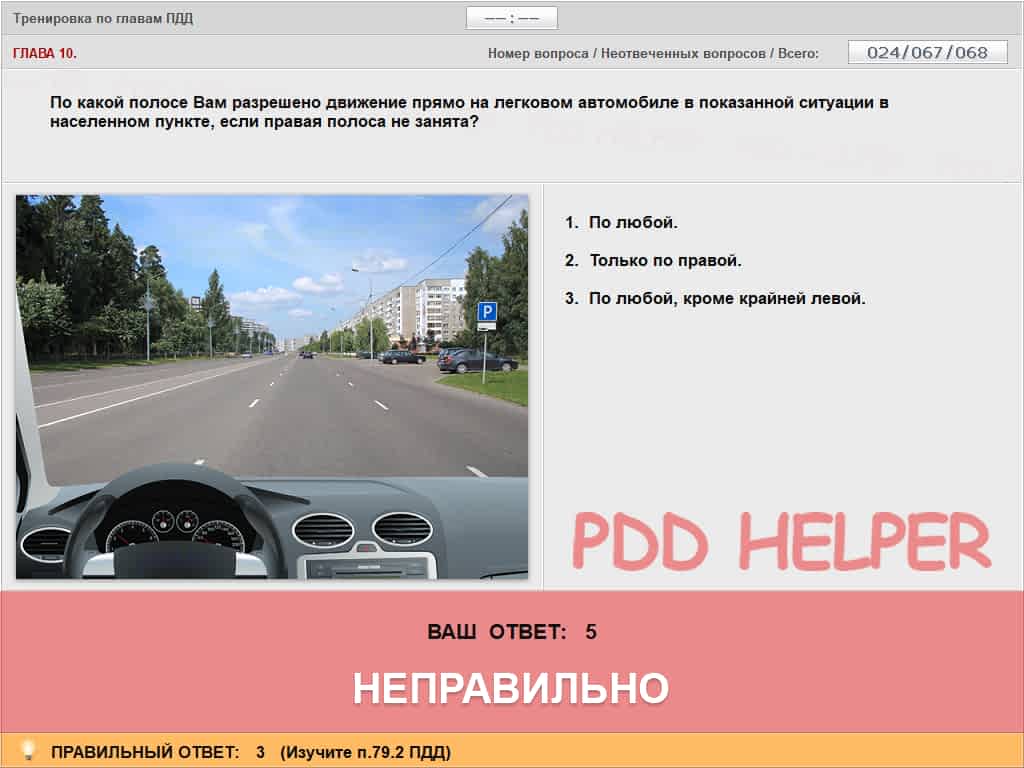 Тренировка по главам ПДД
—— : ——
ГЛАВА 10.
Номер вопроса / Неотвеченных вопросов / Всего: 024/067/068
По какой полосе Вам разрешено движение прямо на легковом автомобиле в показанной ситуации в
населенном пункте, если правая полоса не занята?
P
1. По любой.
2. Только по правой.
3. По любой, кроме крайней левой.
PDD HELPER
ВАШ ОТВЕТ: 5
НЕПРАВИЛЬНО
ПРАВИЛЬНЫЙ ОТВЕТ: 3 (Изучите п.79.2 ПДД)